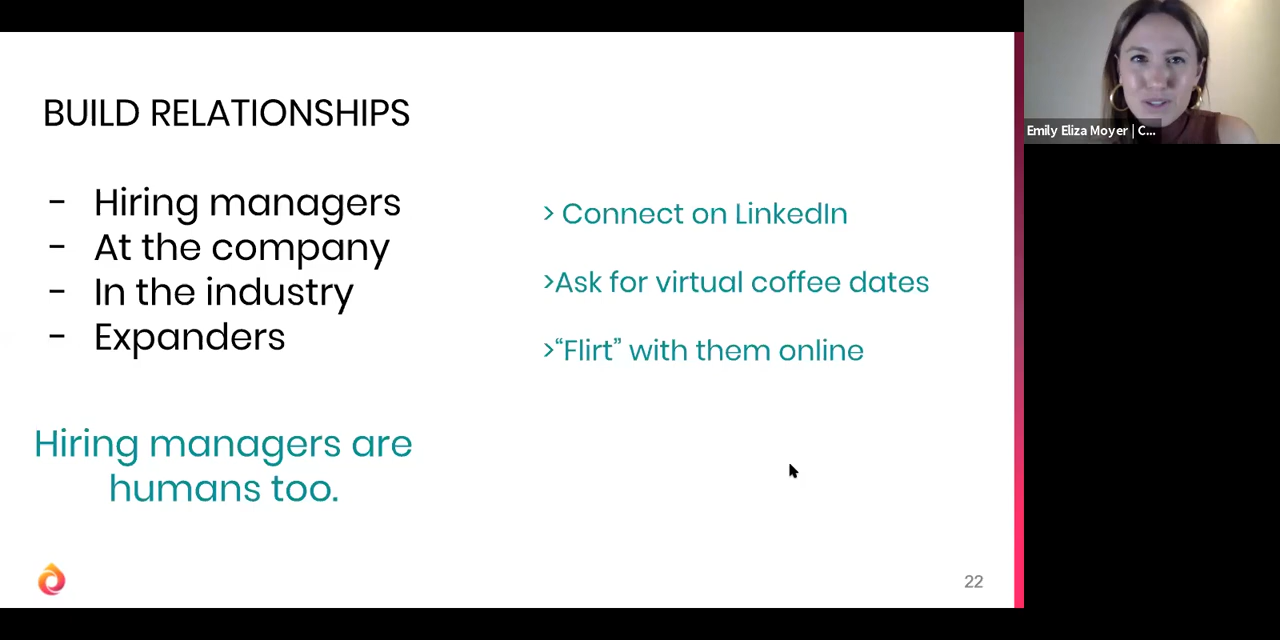 BUILD RELATIONSHIPS
- Hiring managers
- At the company
- In the industry
- Expanders
> Connect on LinkedIn
>Ask for virtual coffee dates
>“Flirt” with them online
Hiring managers are
humans too.
22
Emily Eliza Moyer | C...